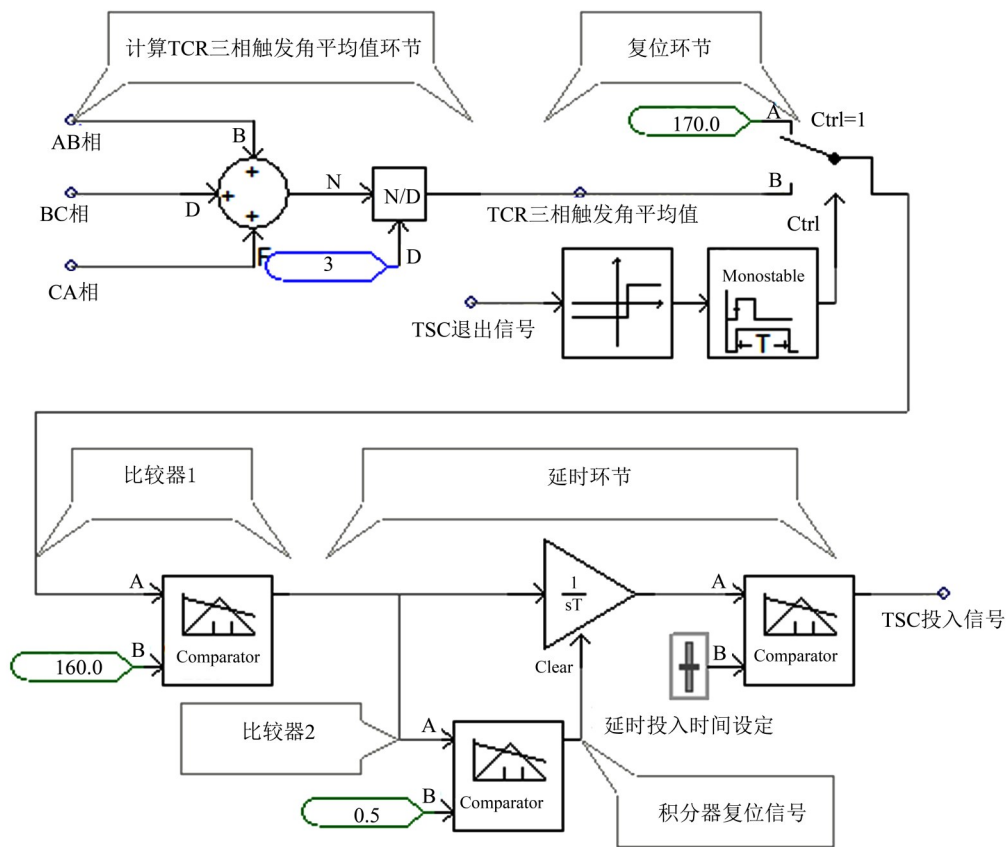 计算TCR三相触发角平均值环节
复位环节
AB相
B
170.0
A
Ctrl=1
BC相
D
N
N/D
TCR三相触发角平均值
B
Ctrl
CA相
F
3
D
TSC退出信号
Monostable
T
比较器1
延时环节
A
B
160.0
Comparator
1
sT
Clear
A
B
Comparator
TSC投入信号
比较器2
A
B
0.5
Comparator
延时投入时间设定
积分器复位信号